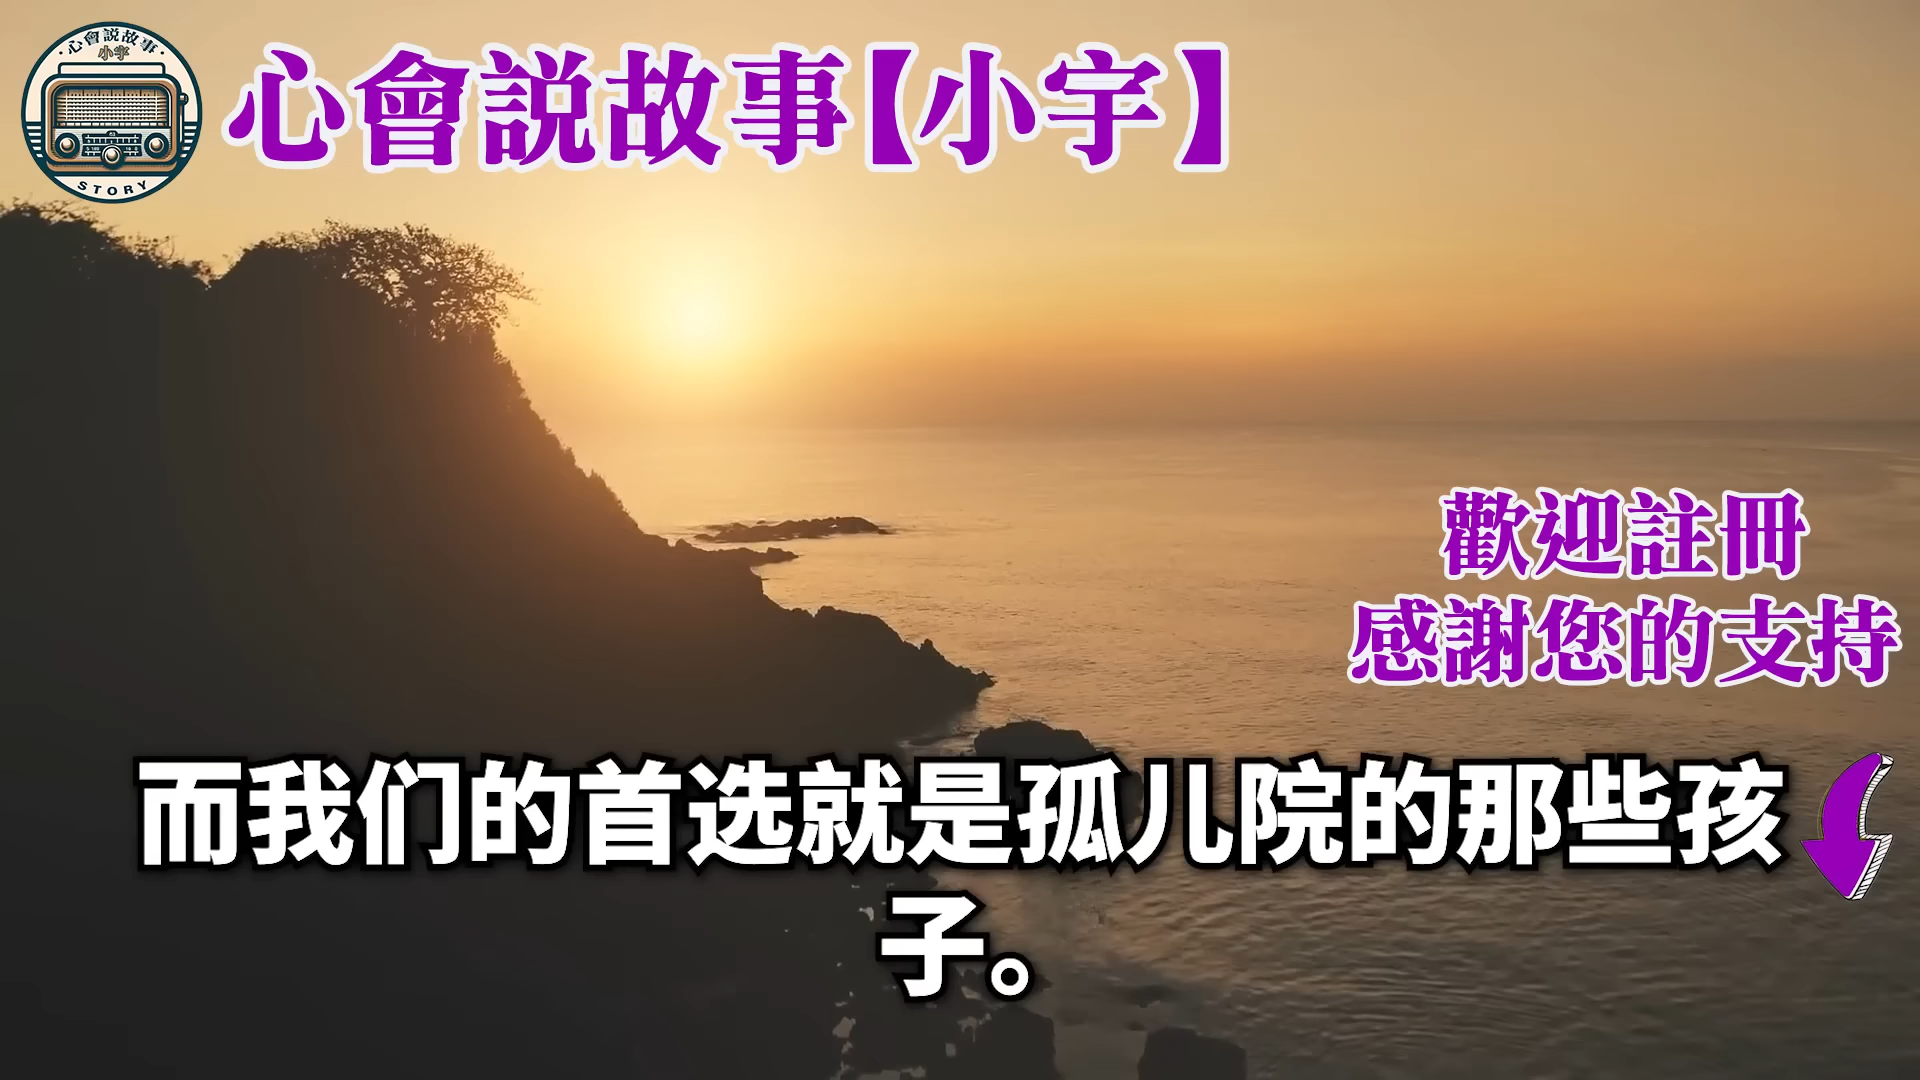 ·心會説故事·
小宇
STORY
心會説故事【小宇】
歡迎註冊
感謝您的支持
而我们的首选就是孤儿院的那些孩
子。